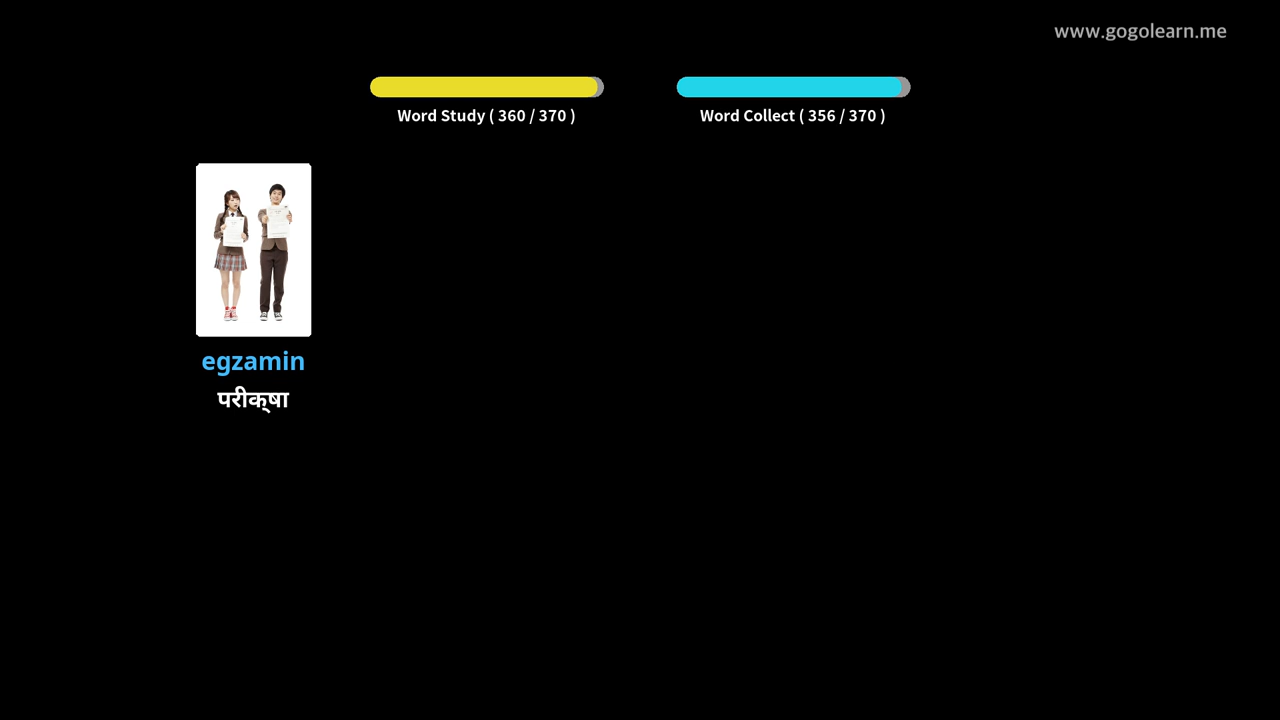 www.gogolearn.me
Word Study ( 360 / 370 )
Word Collect ( 356 / 370 )
egzamin
परीक्षा